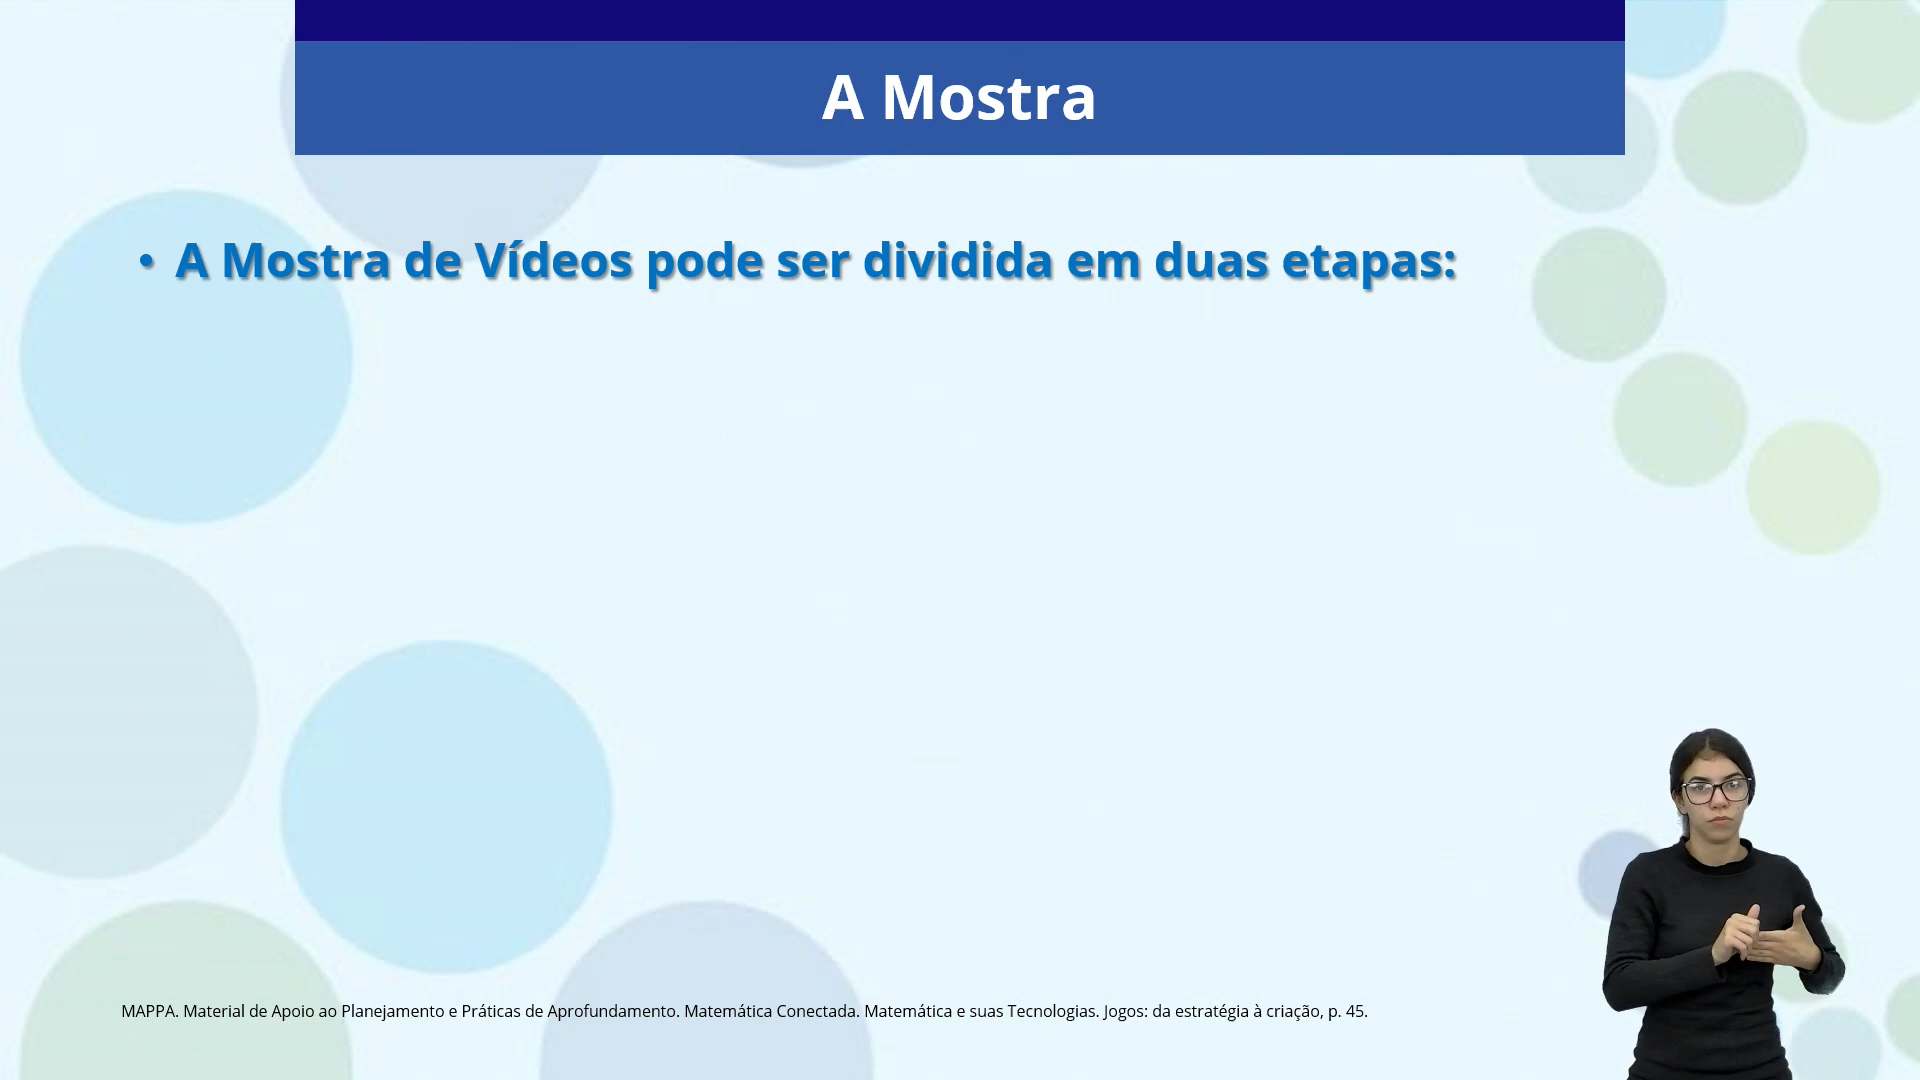 A Mostra
• A Mostra de Vídeos pode ser dividida em duas etapas:
MAPPA. Material de Apoio ao Planejamento e Práticas de Aprofundamento. Matemática Conectada. Matemática e suas Tecnologias. Jogos: da estratégia à criação, p. 45.